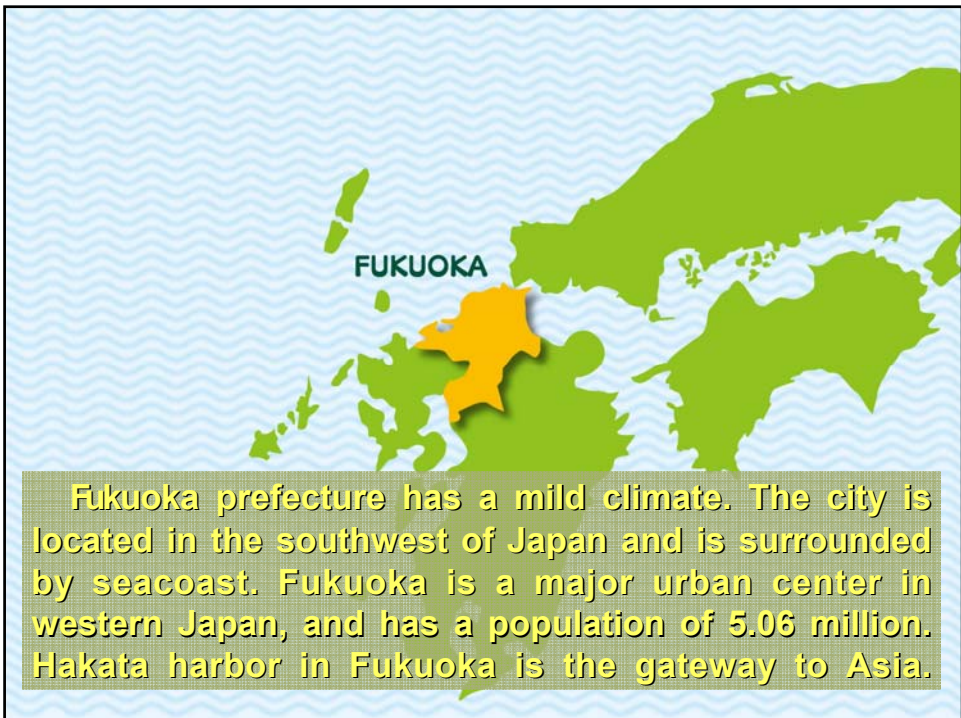 FUKUOKA
Fukuoka prefecture has a mild climate. The city is
located in the southwest of Japan and is surrounded
by seacoast. Fukuoka is a major urban center in
western Japan, and has a population of 5.06 million.
Hakata harbor in Fukuoka is the gateway to Asia.